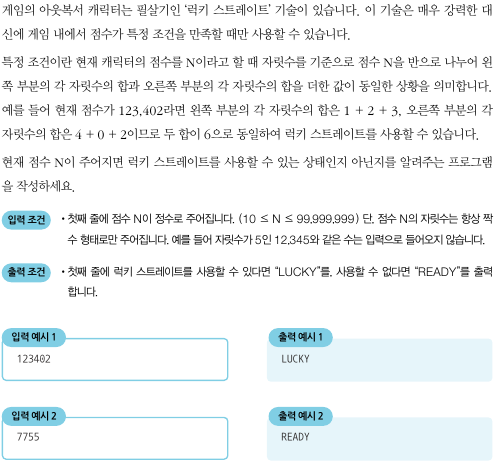 게임의 아웃복서 캐릭터는 필살기인 ‘럭키 스트레이트’ 기술이 있습니다. 이 기술은 매우 강력한 대
신에 게임 내에서 점수가 특정 조건을 만족할 때만 사용할 수 있습니다.
특정 조건이란 현재 캐릭터의 점수를 N이라고 할 때 자릿수를 기준으로 점수 N을 반으로 나누어 왼
쪽 부분의 각 자릿수의 합과 오른쪽 부분의 각 자릿수의 합을 더한 값이 동일한 상황을 의미합니다.
예를 들어 현재 점수가 123,402라면 왼쪽 부분의 각 자릿수의 합은 1 + 2 + 3, 오른쪽 부분의 각
자릿수의 합은 4 + 0 + 2이므로 두 합이 6으로 동일하여 럭키 스트레이트를 사용할 수 있습니다.
현재 점수 N이 주어지면 럭키 스트레이트를 사용할 수 있는 상태인지 아닌지를 알려주는 프로그램
을 작성하세요.
입력 조건 • 첫째 줄에 점수 N이 정수로 주어집니다. (10 ≤ N ≤ 99,999,999) 단, 점수 N의 자릿수는 항상 짝
수 형태로만 주어집니다. 예를 들어 자릿수가 5인 12,345와 같은 수는 입력으로 들어오지 않습니다.
출력 조건 • 첫째 줄에 럭키 스트레이트를 사용할 수 있다면 “LUCKY”를, 사용할 수 없다면 “READY”를 출력
합니다.
입력 예시 1
123402
출력 예시 1
LUCKY
입력 예시 2
7755
출력 예시 2
READY